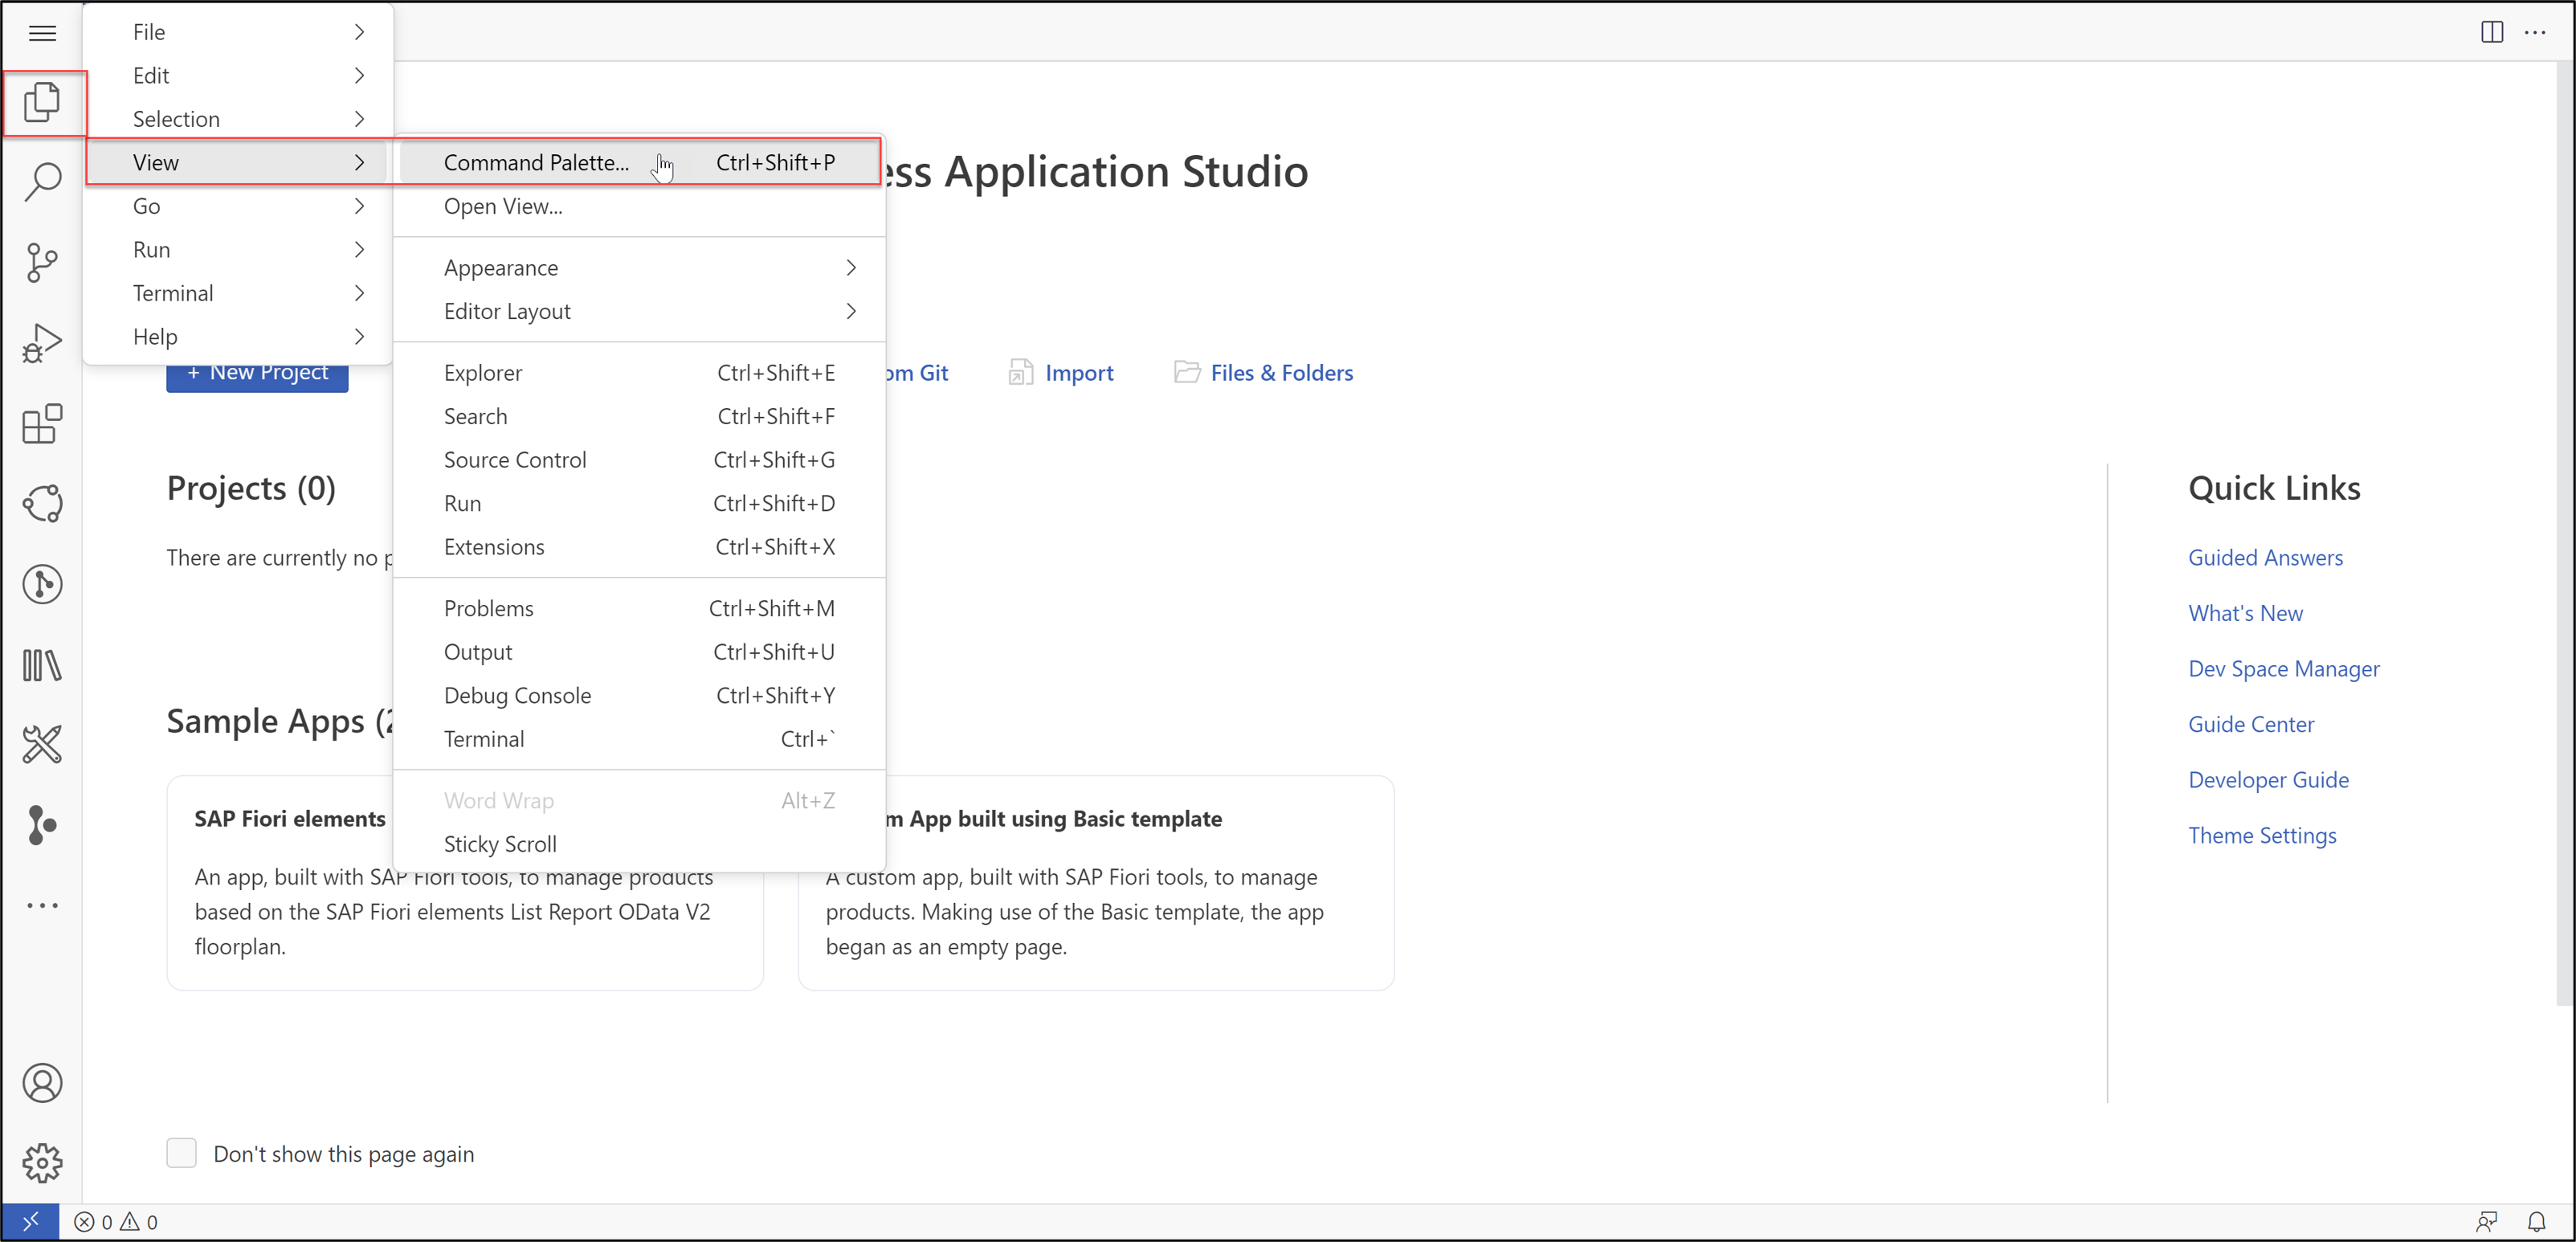 File
Edit
Selection
View
Go
Run
Terminal
Help
Command Palette... Ctrl+Shift+P
Open View...
Appearance
Editor Layout
Explorer Ctrl+Shift+E
Search Ctrl+Shift+F
Source Control Ctrl+Shift+G
Run Ctrl+Shift+D
Extensions Ctrl+Shift+X
Problems Ctrl+Shift+M
Output Ctrl+Shift+U
Debug Console Ctrl+Shift+Y
Terminal Ctrl+`
Word Wrap Alt+Z
Sticky Scroll
ess Application Studio
+ New Project
om Git
Import
Files & Folders
Projects (0)
There are currently no p
Sample Apps (2
SAP Fiori elements
An app, built with SAP Fiori tools, to manage products
based on the SAP Fiori elements List Report OData V2
floorplan.
m App built using Basic template
A custom app, built with SAP Fiori tools, to manage
products. Making use of the Basic template, the app
began as an empty page.
Quick Links
Guided Answers
What's New
Dev Space Manager
Guide Center
Developer Guide
Theme Settings
Don't show this page again
0 0